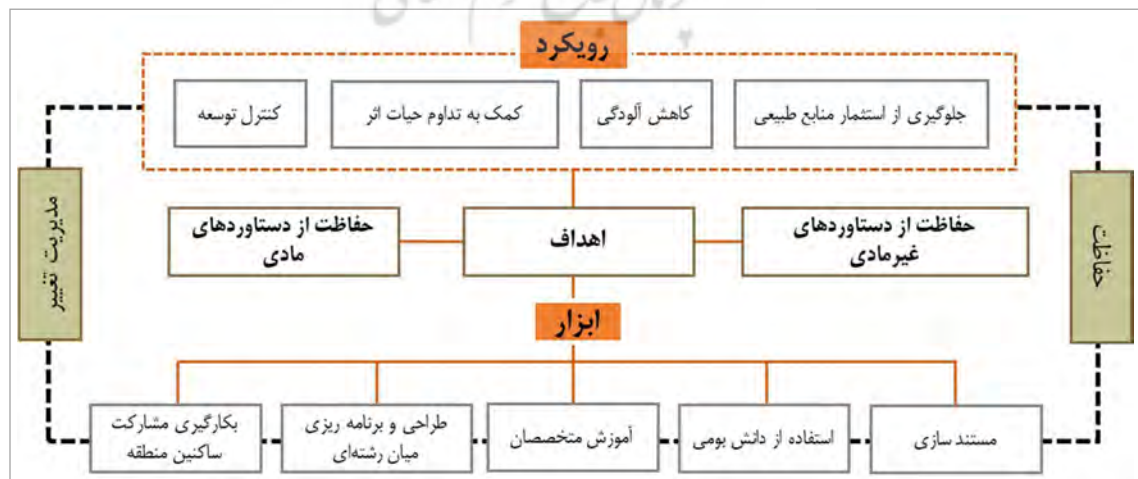 رویکرد
جلوگیری از استثمار منابع طبیعی
کاهش آلودگی
کمک به تداوم حیات اثر
کنترل توسعه
حفاظت
مدیریت تغییر
حفاظت از دستاوردهای
غیرمادی
اهداف
حفاظت از دستاوردهای
مادی
ابزار
مستند سازی
استفاده از دانش بومی
آموزش متخصصان
طراحی و برنامه ریزی
میان رشته‌ای
بکارگیری مشارکت
ساکنین منطقه